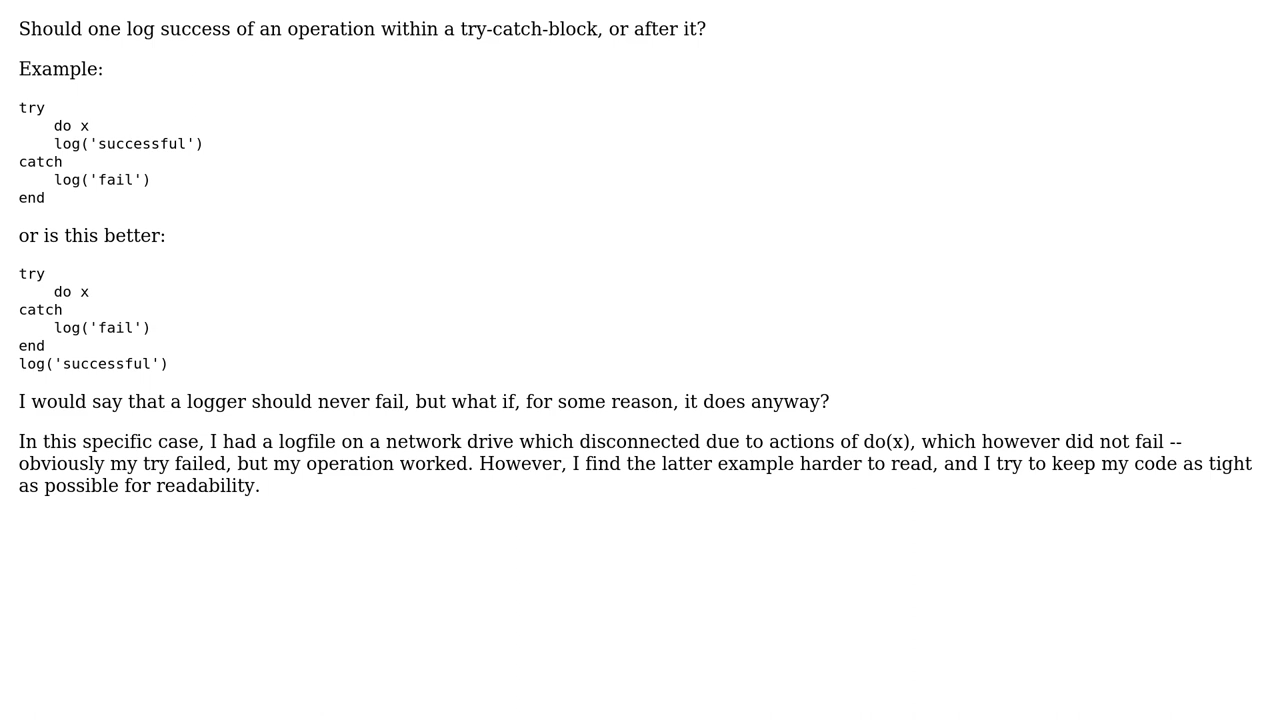 Should one log success of an operation within a try-catch-block, or after it?
Example:
try
    do x
    log('successful')
catch
    log('fail')
end
or is this better:
try
    do x
catch
    log('fail')
end
log('successful')
I would say that a logger should never fail, but what if, for some reason, it does anyway?
In this specific case, I had a logfile on a network drive which disconnected due to actions of do(x), which however did not fail --
obviously my try failed, but my operation worked. However, I find the latter example harder to read, and I try to keep my code as tight
as possible for readability.